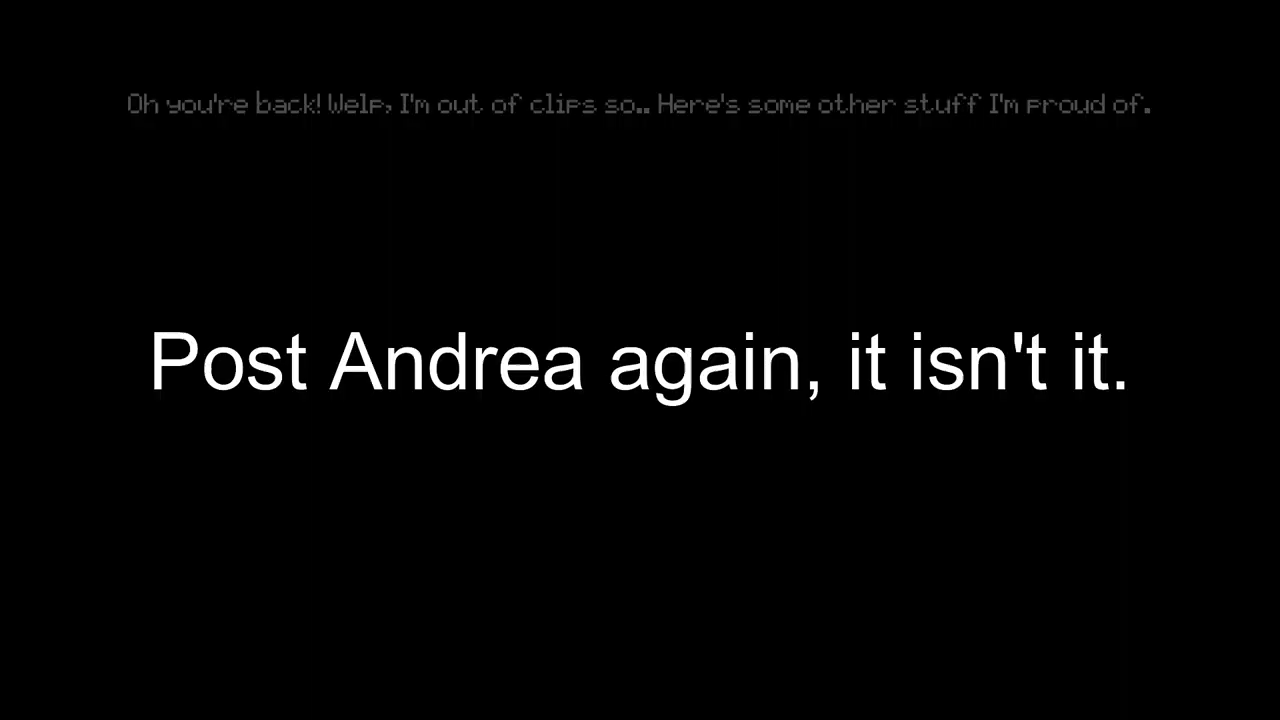 Oh you're back! Welp, I'm out of clips so.. Here's some other stuff I'm proud of.
Post Andrea again, it isn't it.